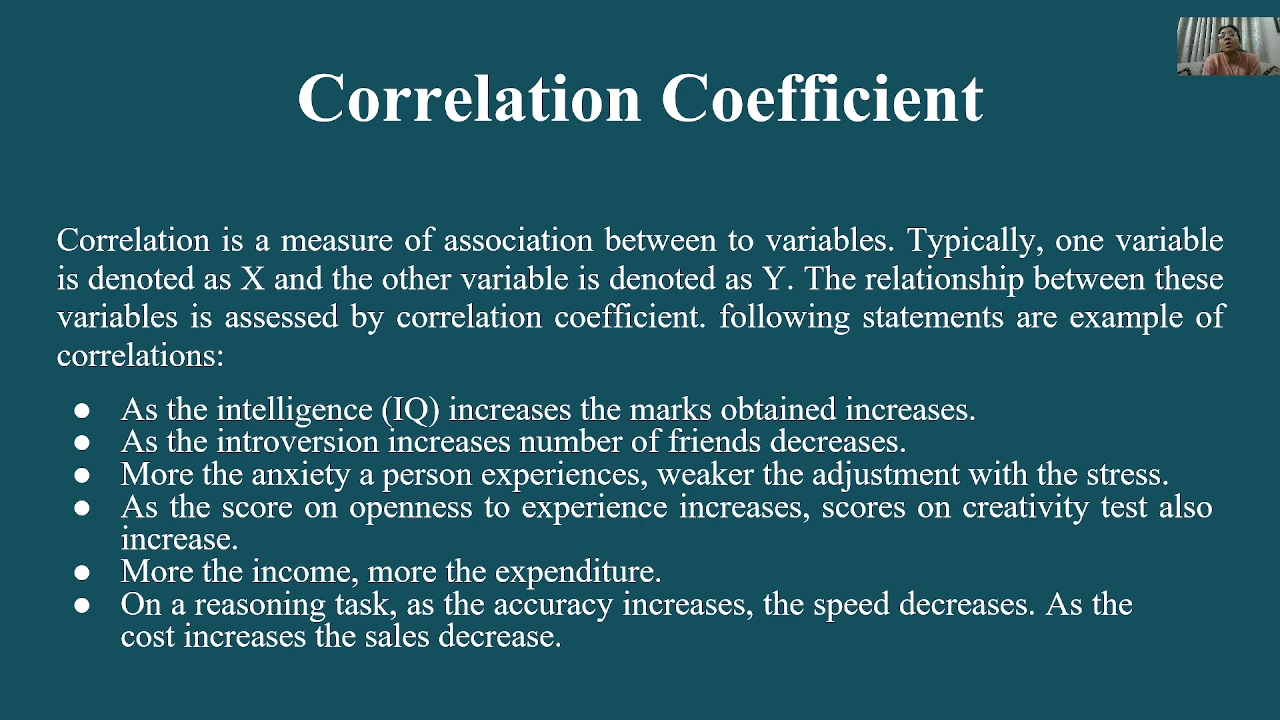 Correlation Coefficient
Correlation is a measure of association between to variables. Typically, one variable
is denoted as X and the other variable is denoted as Y. The relationship between these
variables is assessed by correlation coefficient. following statements are example of
correlations:
● As the intelligence (IQ) increases the marks obtained increases.
● As the introversion increases number of friends decreases.
● More the anxiety a person experiences, weaker the adjustment with the stress.
● As the score on openness to experience increases, scores on creativity test also
increase.
● More the income, more the expenditure.
● On a reasoning task, as the accuracy increases, the speed decreases. As the
cost increases the sales decrease.